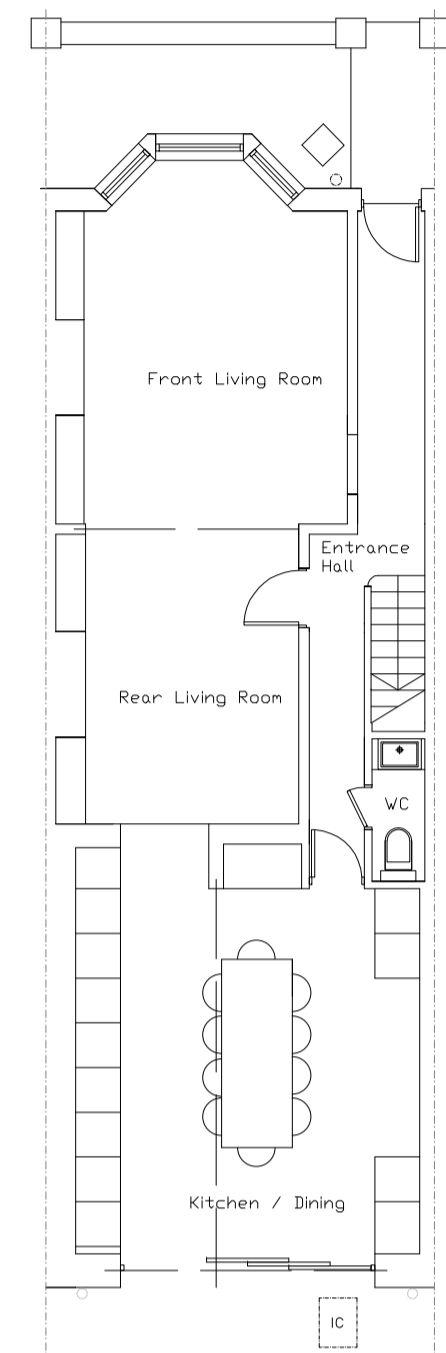 Front Living Room
Entrance
Hall
Rear Living Room
WC
Kitchen / Dining
IC